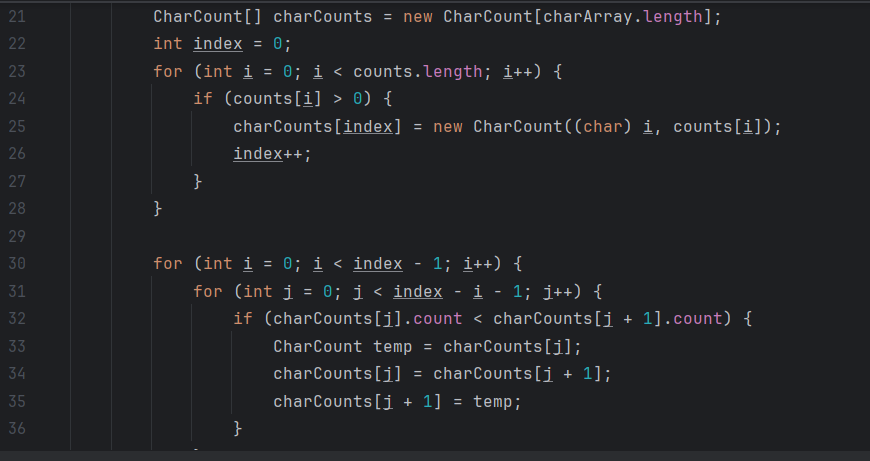 21 CharCount[] charCounts = new CharCount[charArray.length];
22 int index = 0;
23 for (int i = 0; i < counts.length; i++) {
24 if (counts[i] > 0) {
25 charCounts[index] = new CharCount((char) i, counts[i]);
26 index++;
27 }
28 }
29
30 for (int i = 0; i < index - 1; i++) {
31 for (int j = 0; j < index - i - 1; j++) {
32 if (charCounts[j].count < charCounts[j + 1].count) {
33 CharCount temp = charCounts[j];
34 charCounts[j] = charCounts[j + 1];
35 charCounts[j + 1] = temp;
36 }